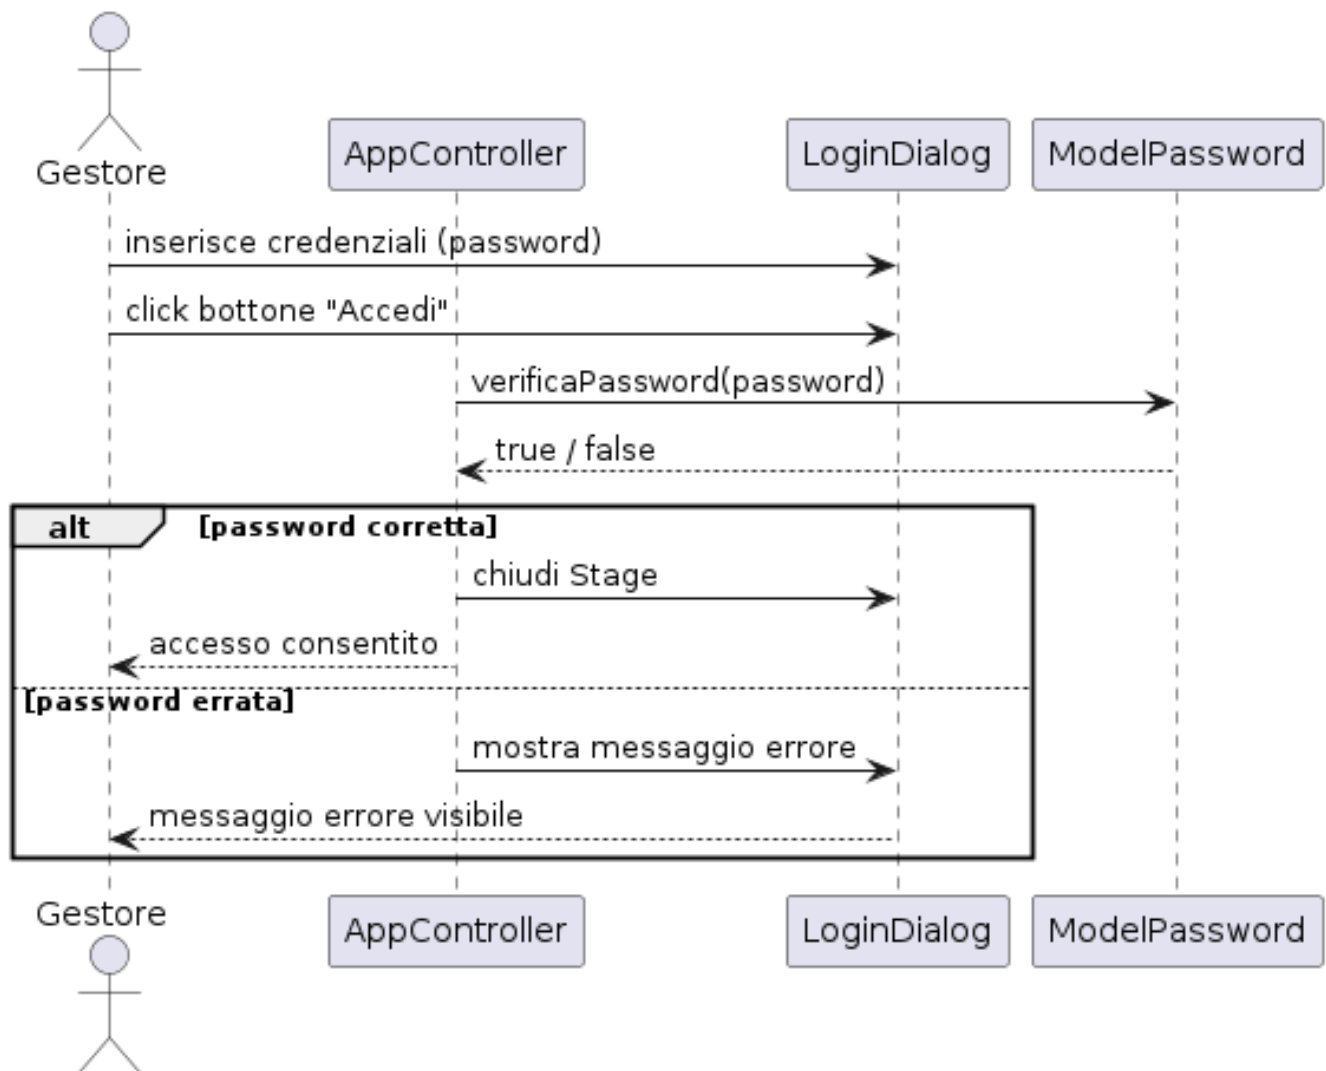 Gestore
AppController
LoginDialog
ModelPassword
inserisce credenziali (password)
click bottone "Accedi"
verificaPassword(password)
true / false
alt
[password corretta]
chiudi Stage
accesso consentito
[password errata]
mostra messaggio errore
messaggio errore visibile
Gestore
AppController
LoginDialog
ModelPassword